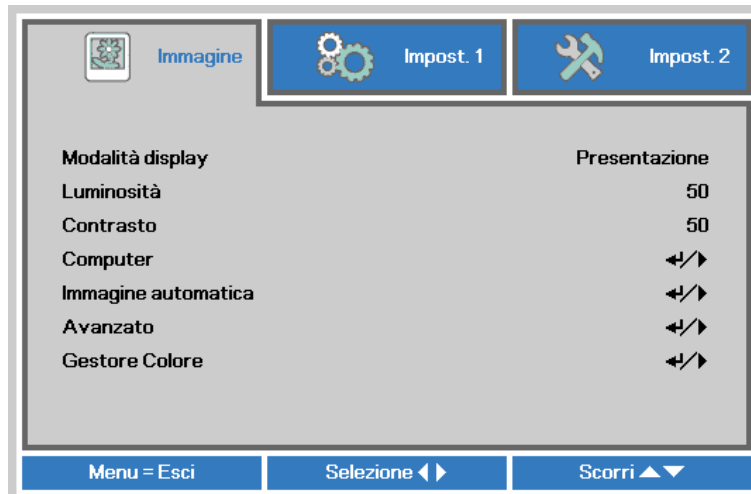 Immagine Impost. 1 Impost. 2
Modalità display Presentazione
Luminosità 50
Contrasto 50
Computer
Immagine automatica
Avanzato
Gestore Colore
Menu = Esci Selezione Scorri